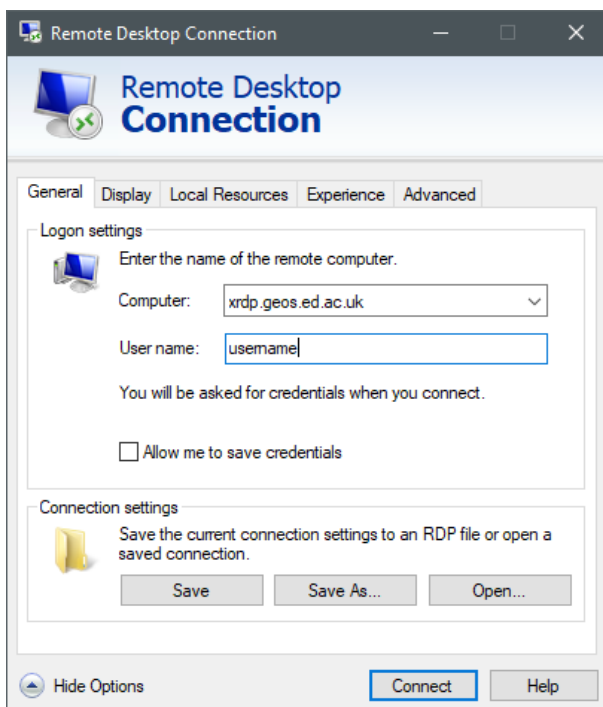 Remote Desktop Connection
Remote Desktop
Connection
General Display Local Resources Experience Advanced
Logon settings
Enter the name of the remote computer.
Computer: xrdp.geos.ed.ac.uk
User name: username
You will be asked for credentials when you connect.
Allow me to save credentials
Connection settings
Save the current connection settings to an RDP file or open a
saved connection.
Save Save As... Open...
Hide Options Connect Help